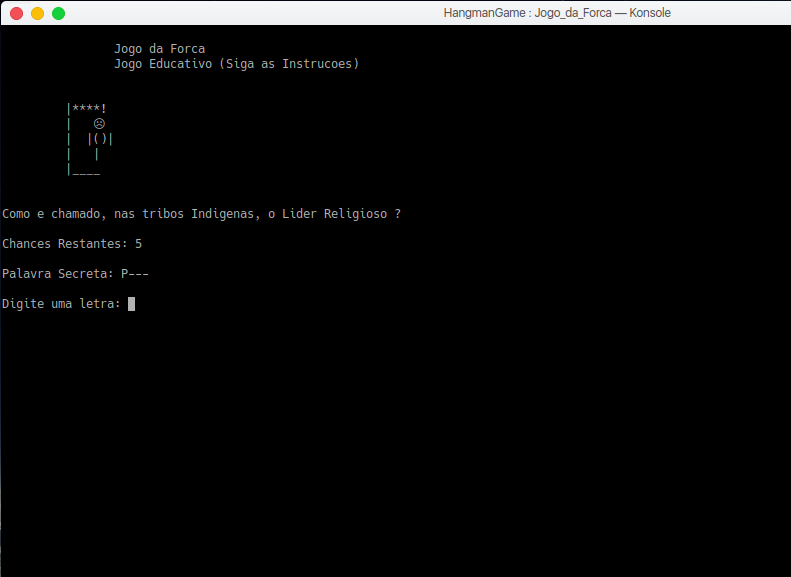 HangmanGame : Jogo_da_Forca — Konsole
Jogo da Forca
Jogo Educativo (Siga as Instrucoes)
|****!
|   ☹
|  |()|
|   |
|____
Como e chamado, nas tribos Indigenas, o Lider Religioso ?
Chances Restantes: 5
Palavra Secreta: P---
Digite uma letra: